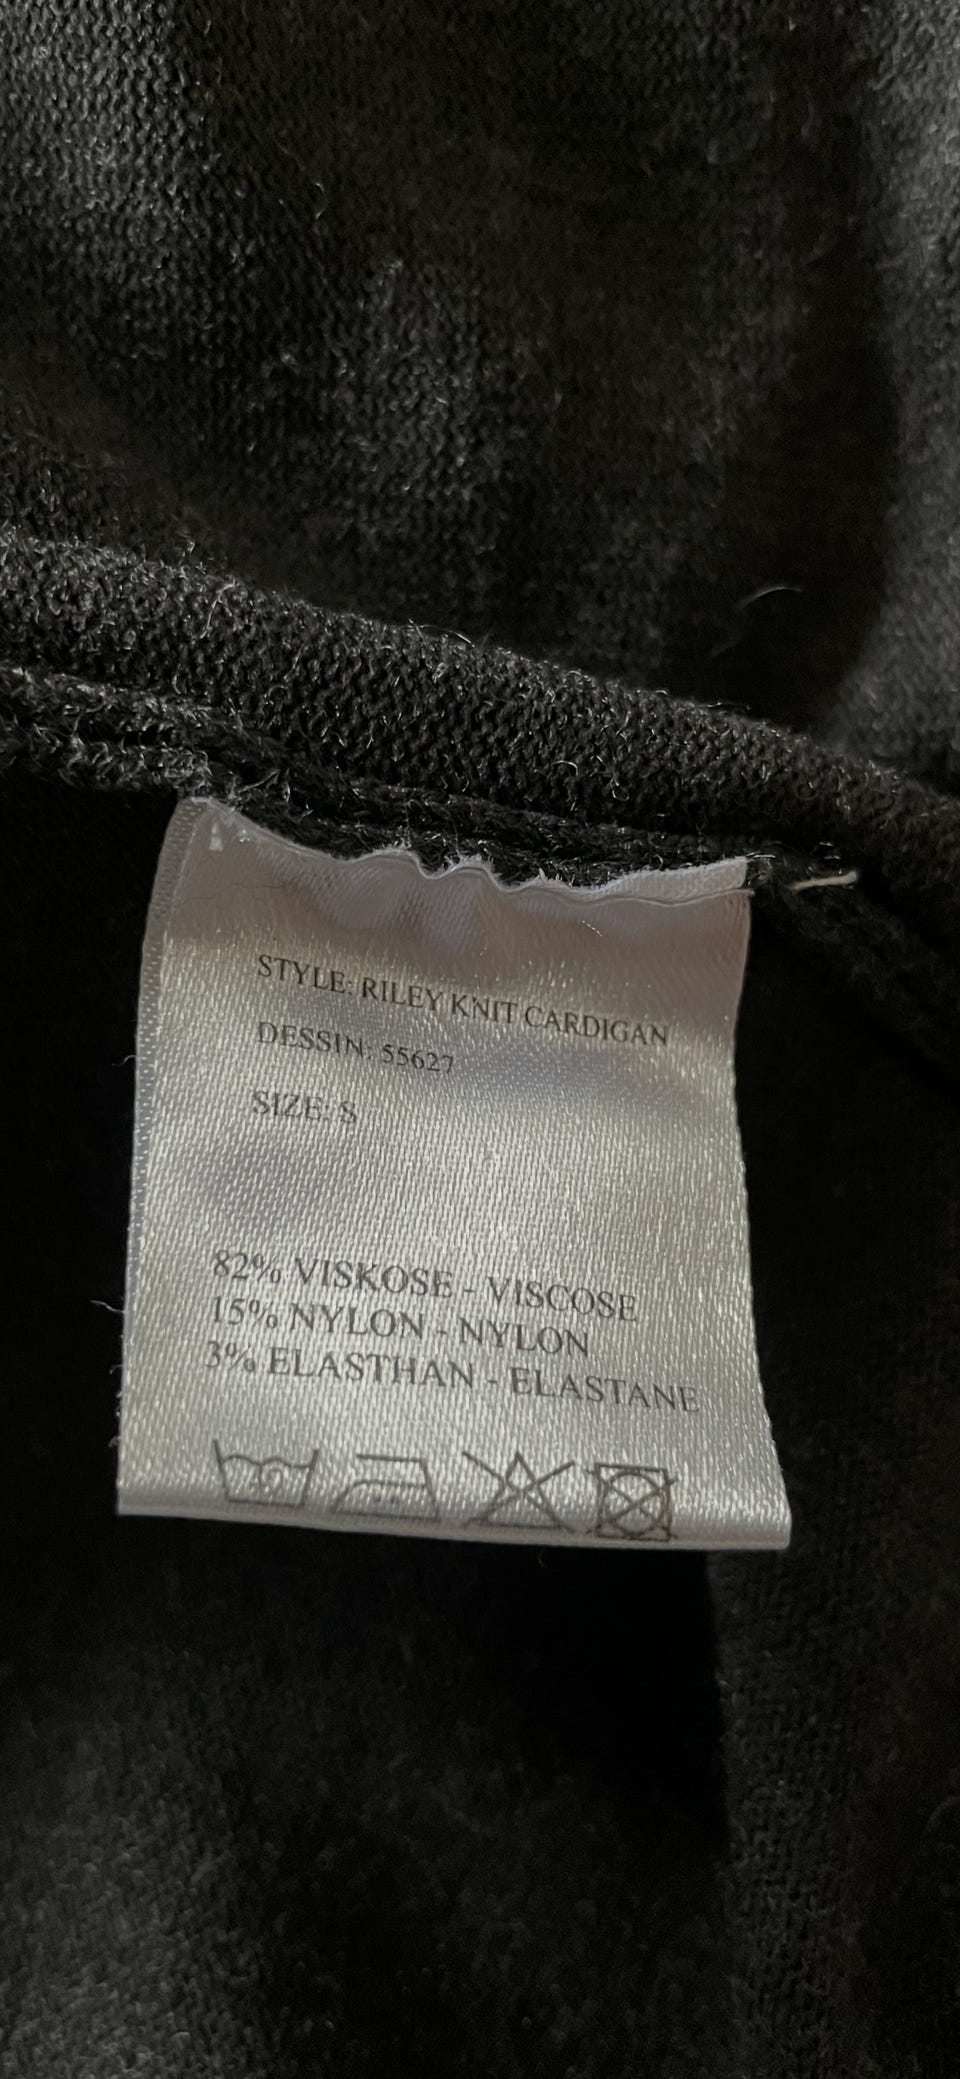 STYLE: RILEY KNIT CARDIGAN
DESSIN: 55627
SIZE: S
82% VISKOSE - VISCOSE
15% NYLON - NYLON
3% ELASTHAN - ELASTANE